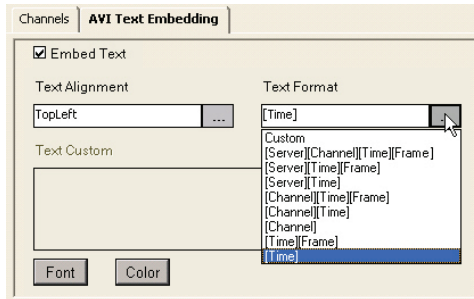 Channels AVI Text Embedding
Embed Text
Text Alignment Text Format
TopLeft ... [Time] ...
Text Custom
Custom
[Server][Channel][Time][Frame]
[Server][Time][Frame]
[Server][Time]
[Channel][Time][Frame]
[Channel][Time]
[Channel]
[Time][Frame]
[Time]
Font Color